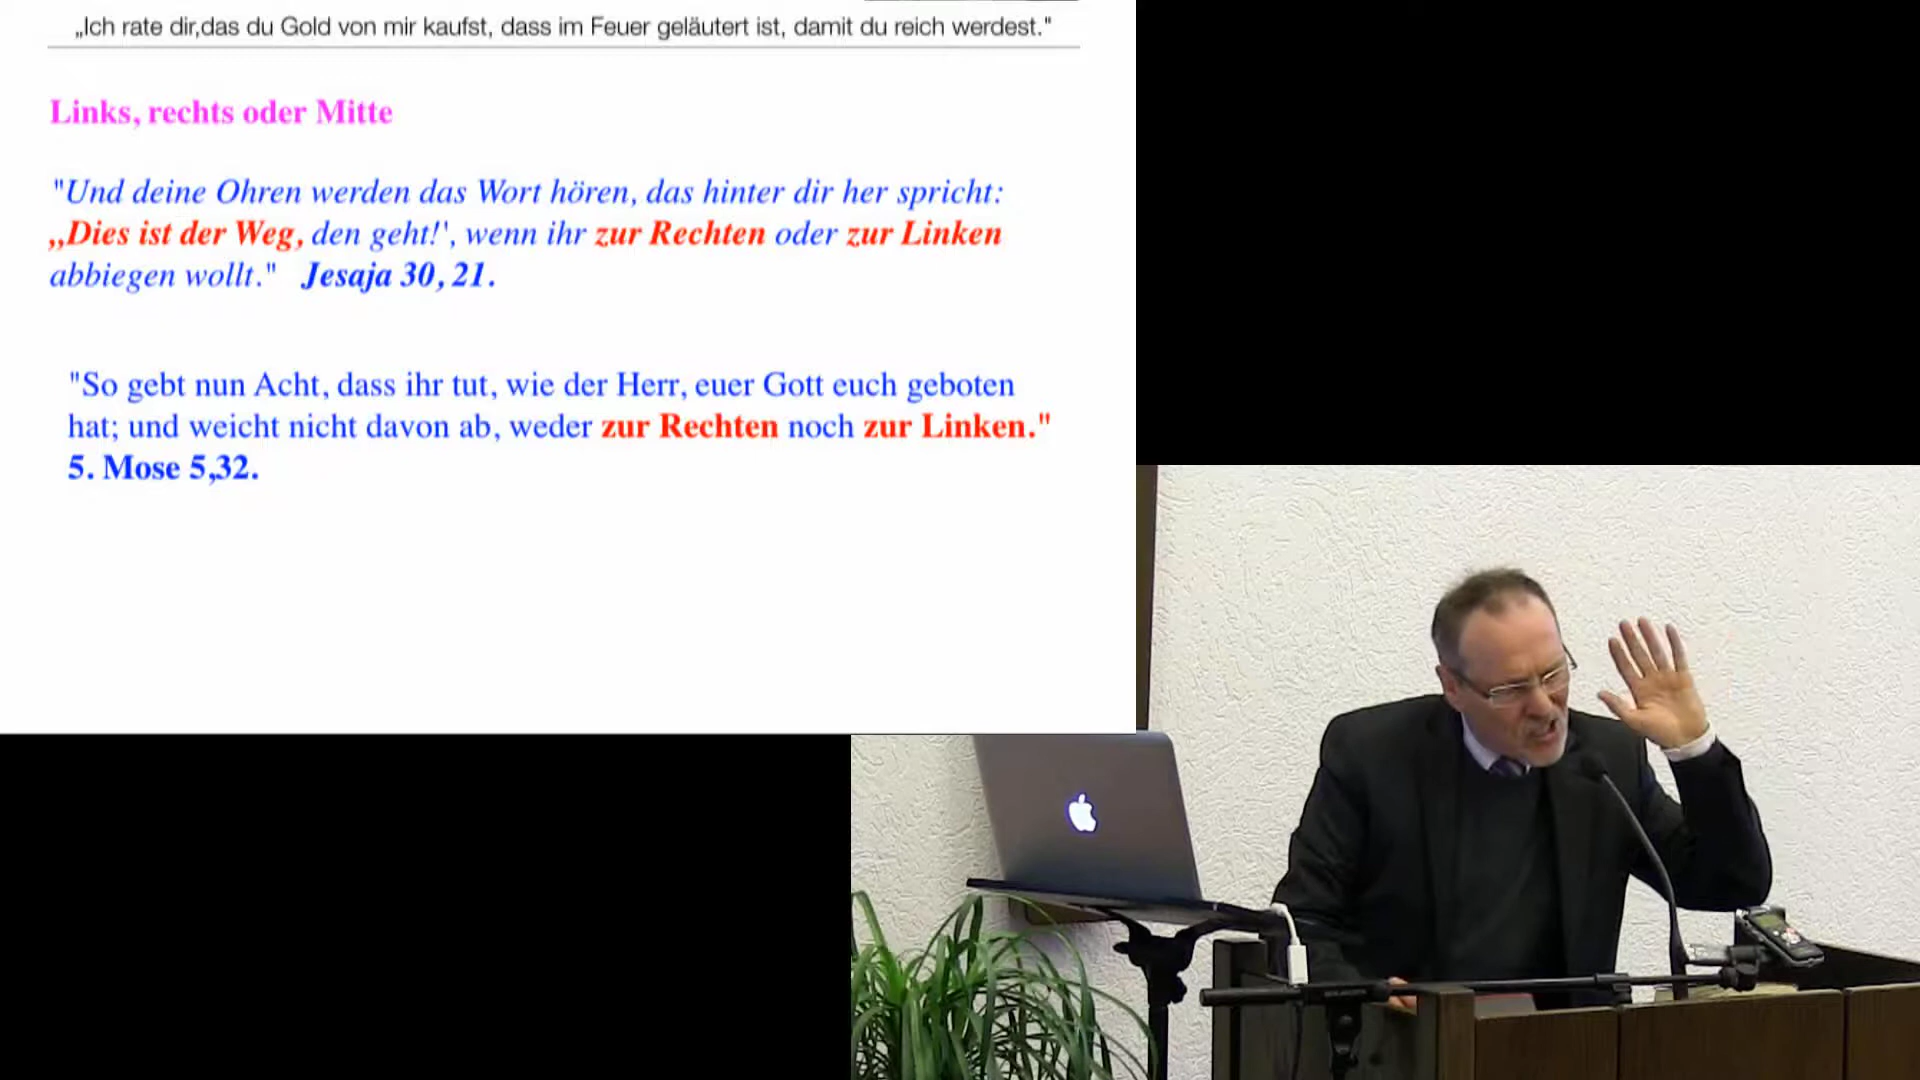 „Ich rate dir,das du Gold von mir kaufst, dass im Feuer geläutert ist, damit du reich werdest."
Links, rechts oder Mitte
"Und deine Ohren werden das Wort hören, das hinter dir her spricht:
„Dies ist der Weg, den geht!', wenn ihr zur Rechten oder zur Linken
abbiegen wollt." Jesaja 30, 21.
"So gebt nun Acht, dass ihr tut, wie der Herr, euer Gott euch geboten
hat; und weicht nicht davon ab, weder zur Rechten noch zur Linken."
5. Mose 5,32.